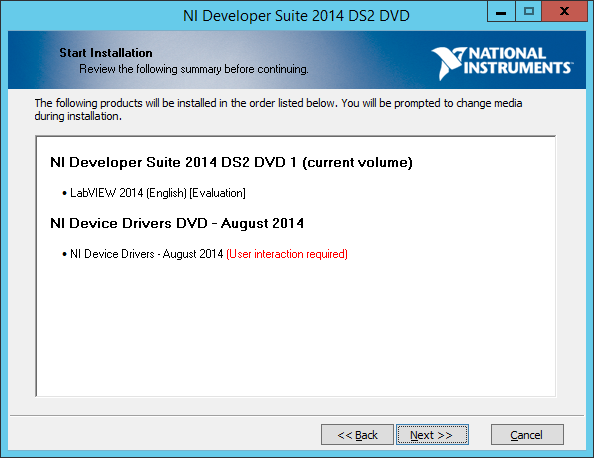 NI Developer Suite 2014 DS2 DVD
Start Installation
Review the following summary before continuing.
NATIONAL
INSTRUMENTS™
The following products will be installed in the order listed below. You will be prompted to change media
during installation.
NI Developer Suite 2014 DS2 DVD 1 (current volume)
• LabVIEW 2014 (English) [Evaluation]
NI Device Drivers DVD - August 2014
• NI Device Drivers - August 2014 (User interaction required)
<< Back
Next >>
Cancel